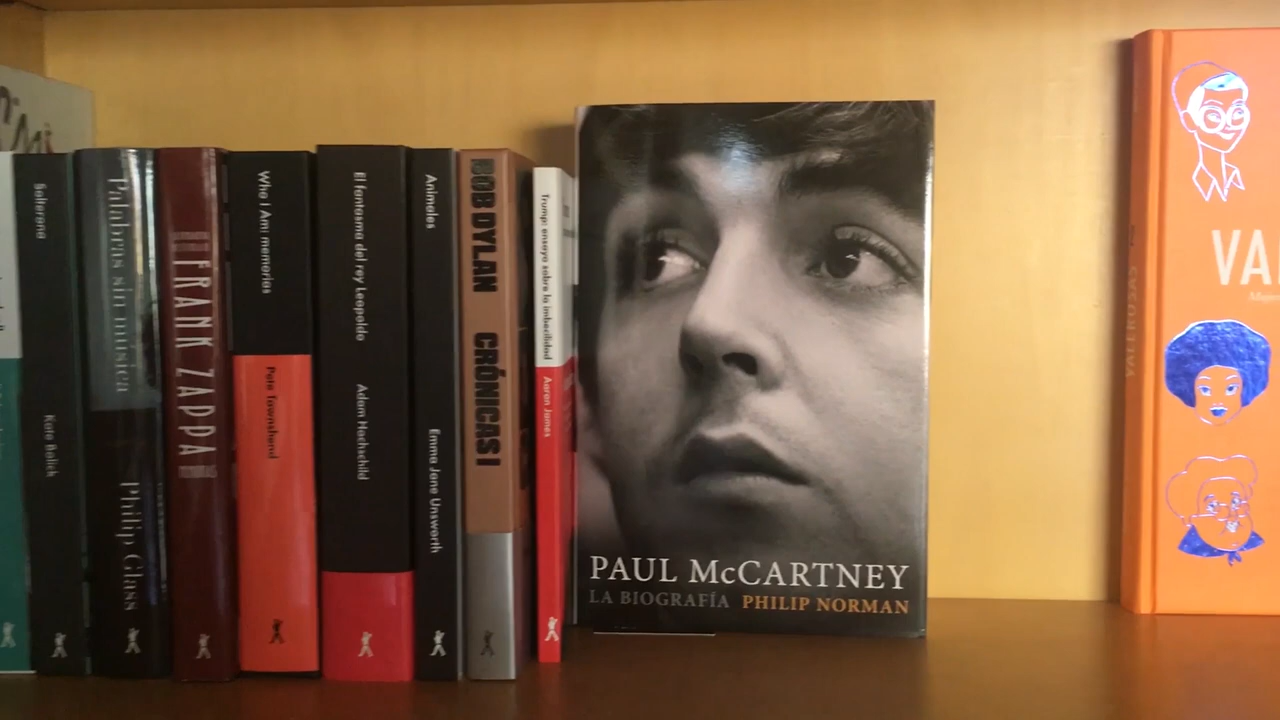 Solterona
Kate Bolick
Palabras sin música
Philip Glass
FRANK ZAPPA
Who I Am: memorias
Pete Townshend
El fantasma del rey Leopoldo
Adam Hochschild
Animales
Emma Jane Unsworth
BOB DYLAN
CRÓNICAS I
Trump: ensayo sobre la imbecilidad
Aaron James
PAUL McCARTNEY
LA BIOGRAFÍA PHILIP NORMAN
VALEROSAS
VA